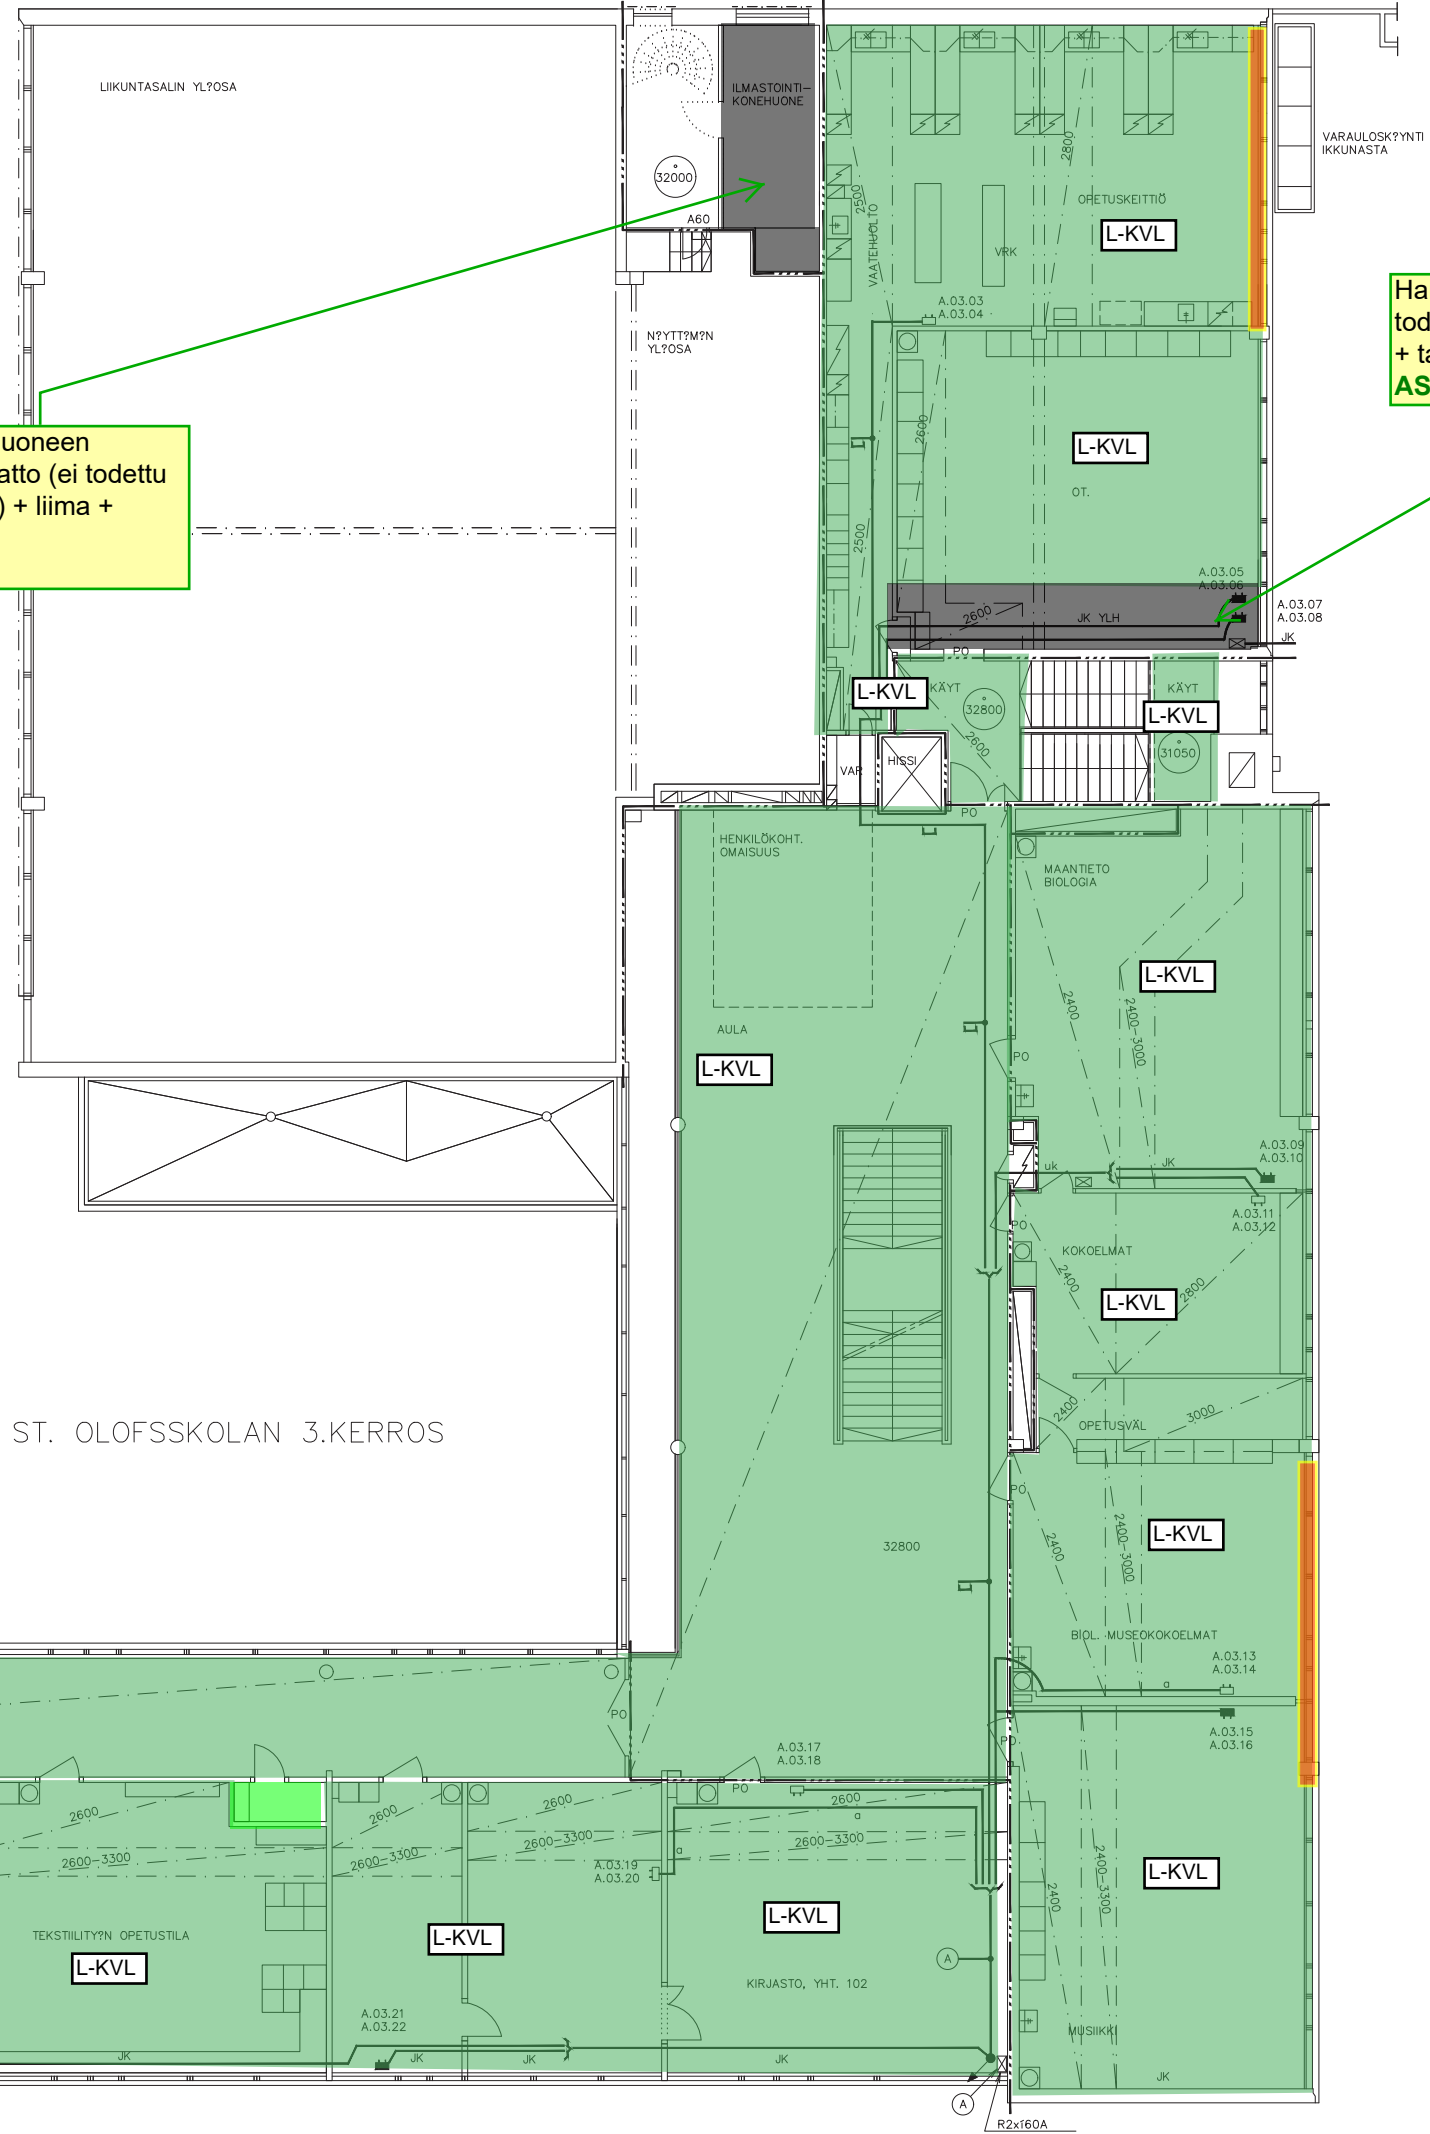 LIIKUNTASALIN YL?OSA
ILMASTOINTI-
KONEHUONE
32000
A60
VARAULOSK?YNTI
IKKUNASTA
2800
2500
VAATEHUOLTO
OPETUSKEITTIÖ
L-KVL
VRK
A.03.03
A.03.04
N?YTT?M?N
YL?OSA
Ha
tod
+ ta
AS
uoneen
atto (ei todettu
) + liima +
2600
L-KVL
OT.
2500
A.03.05
A.03.06
A.03.07
A.03.08
2600
JK YLH
JK
PO
L-KVL
KÄYT
32800
2600
KÄYT
L-KVL
31050
VAR
HISSI
PO
HENKILÖKOHT.
OMAISUUS
MAANTIETO
BIOLOGIA
L-KVL
2400
2400-3000
AULA
L-KVL
PO
A.03.09
A.03.10
uk
JK
A.03.11
A.03.12
PO
KOKOELMAT
2400
2800
L-KVL
2400
3000
OPETUSVÄL
ST. OLOFSSKOLAN 3.KERROS
PO
L-KVL
2400
2400-3000
32800
BIOL. MUSEOKOKOELMAT
A.03.13
A.03.14
a
PO
PO
A.03.15
A.03.16
A.03.17
A.03.18
PO
2600
2600
2600
2600
a
2600-3300
2600-3300
2600-3300
2600-3300
a
A.03.19
A.03.20
L-KVL
2400
2400-3300
L-KVL
TEKSTIILITY?N OPETUSTILA
L-KVL
L-KVL
A
KIRJASTO, YHT. 102
A.03.21
A.03.22
MUSIIKKI
JK
JK
JK
JK
JK
A
R2xí60A